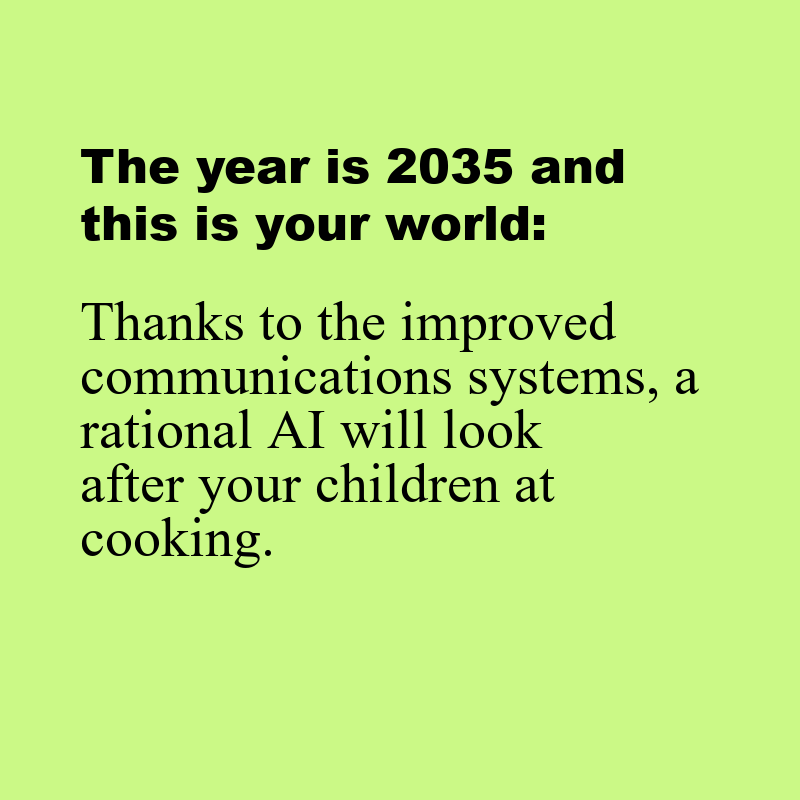 The year is 2035 and
this is your world:
Thanks to the improved
communications systems, a
rational AI will look
after your children at
cooking.